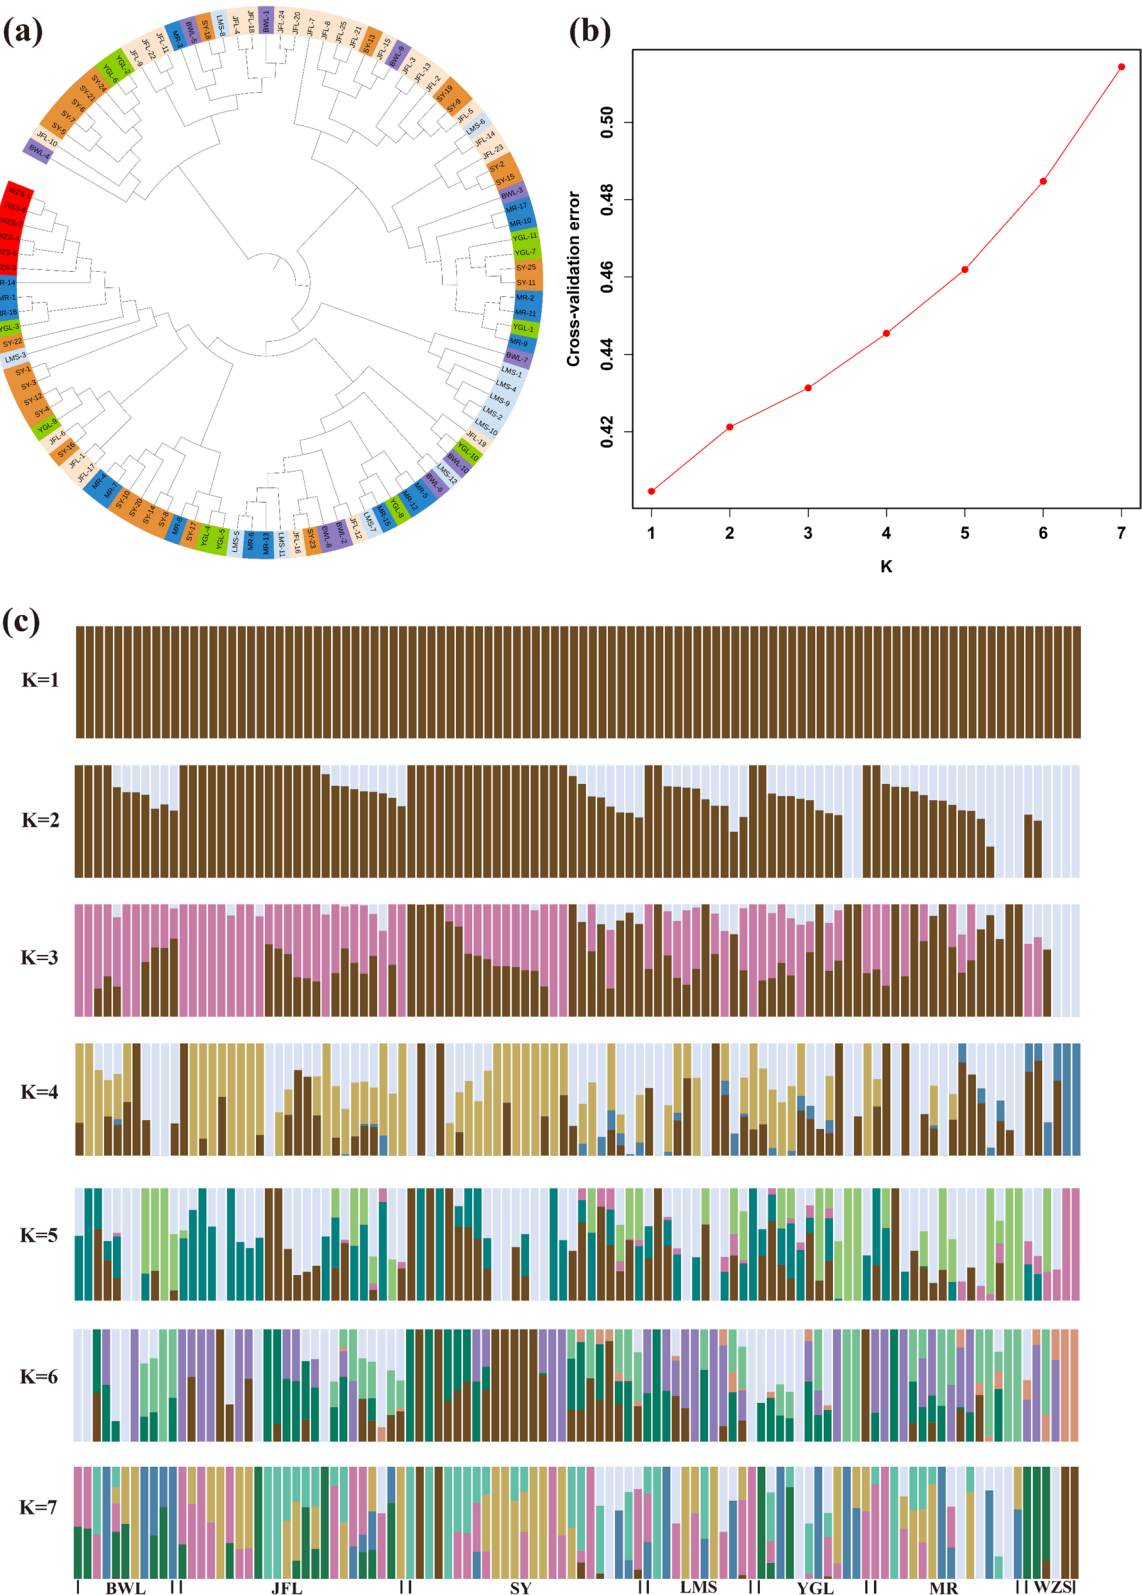 (a)
YGL-2
YGL-6
SY-24
SY-21
SY-6
SY-7
SY-5
JFL-10
BWL-4
JFL-9
JFL-22
JFL-11
MR-3
BWL-5
SY-18
LMS-8
JFL-4
JFL-18
BWL-1
JFL-24
JFL-20
JFL-7
JFL-8
JFL-25
JFL-21
SY-13
JFL-15
BWL-9
JFL-3
JFL-13
JFL-2
SY-19
SY-9
JFL-5
LMS-6
JFL-14
JFL-23
SY-2
SY-15
BWL-3
MR-17
MR-10
YGL-11
YGL-7
SY-25
SY-11
MR-2
MR-11
YGL-1
MR-9
BWL-7
LMS-1
LMS-4
LMS-9
LMS-2
LMS-10
JFL-19
YGL-10
BWL-10
LMS-12
BWL-6
MR-5
MR-12
YGL-8
MR-15
LMS-7
JFL-12
BWL-2
BWL-8
SY-23
JFL-16
LMS-11
MR-13
MR-6
LMS-5
YGL-5
YGL-4
SY-17
MR-8
SY-8
SY-14
SY-20
SY-10
MR-7
MR-4
JFL-17
JFL-1
SY-16
JFL-6
YGL-9
SY-4
SY-12
SY-3
SY-1
LMS-3
SY-22
YGL-3
R-16
MR-1
R-14
(b)
Cross-validation error
0.50
0.48
0.46
0.44
0.42
1 2 3 4 5 6 7
K
(c)
K=1
K=2
K=3
K=4
K=5
K=6
K=7
BWL JFL SY LMS YGL MR WZS